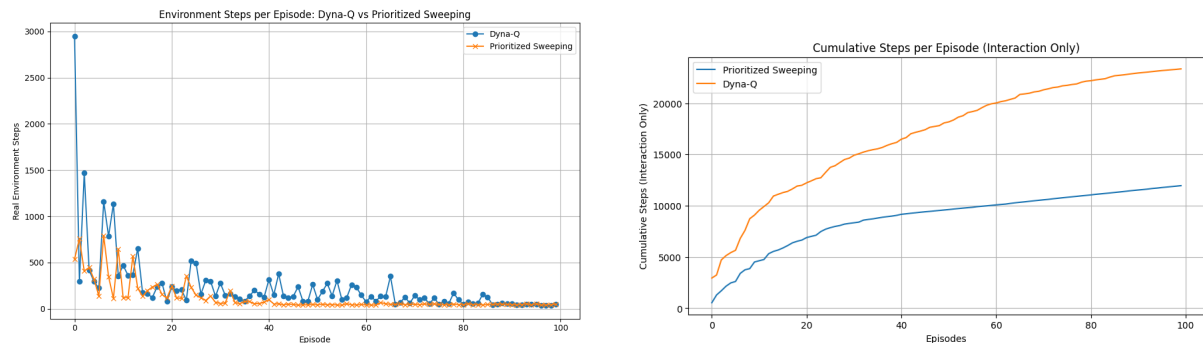 Environment Steps per Episode: Dyna-Q vs Prioritized Sweeping
Dyna-Q
Prioritized Sweeping
Real Environment Steps
3000
2500
2000
1500
1000
500
0
0
20
40
60
80
100
Episode
Cumulative Steps per Episode (Interaction Only)
Prioritized Sweeping
Dyna-Q
Cumulative Steps (Interaction Only)
20000
15000
10000
5000
0
0
20
40
60
80
100
Episodes